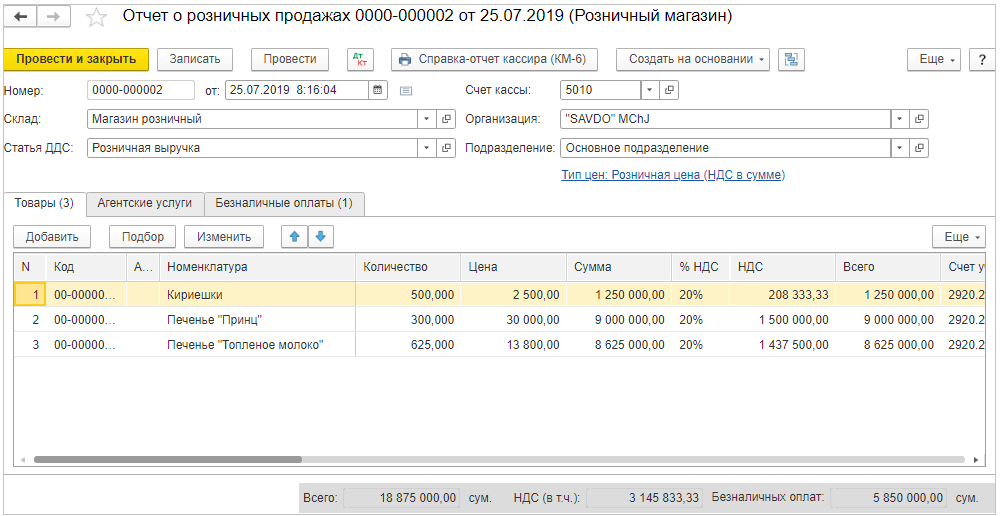 Отчет о розничных продажах 0000-000002 от 25.07.2019 (Розничный магазин)
Провести и закрыть Записать Провести Дт Кт Справка-отчет кассира (КМ-6) Создать на основании Еще ?
Номер: 0000-000002 от: 25.07.2019 8:16:04 Счет кассы: 5010
Склад: Магазин розничный Организация: "SAVDO" MChJ
Статья ДДС: Розничная выручка Подразделение: Основное подразделение
Тип цен: Розничная цена (НДС в сумме)
Товары (3) Агентские услуги Безналичные оплаты (1)
Добавить Подбор Изменить Еще
N Код А... Номенклатура Количество Цена Сумма % НДС НДС Всего Счет у
1 00-00000... Кириешки 500,000 2 500,00 1 250 000,00 20% 208 333,33 1 250 000,00 2920.2
2 00-00000... Печенье "Принц" 300,000 30 000,00 9 000 000,00 20% 1 500 000,00 9 000 000,00 2920.2
3 00-00000... Печенье "Топленое молоко" 625,000 13 800,00 8 625 000,00 20% 1 437 500,00 8 625 000,00 2920.2
Всего: 18 875 000,00 сум. НДС (в т.ч.): 3 145 833,33 Безналичных оплат: 5 850 000,00 сум.